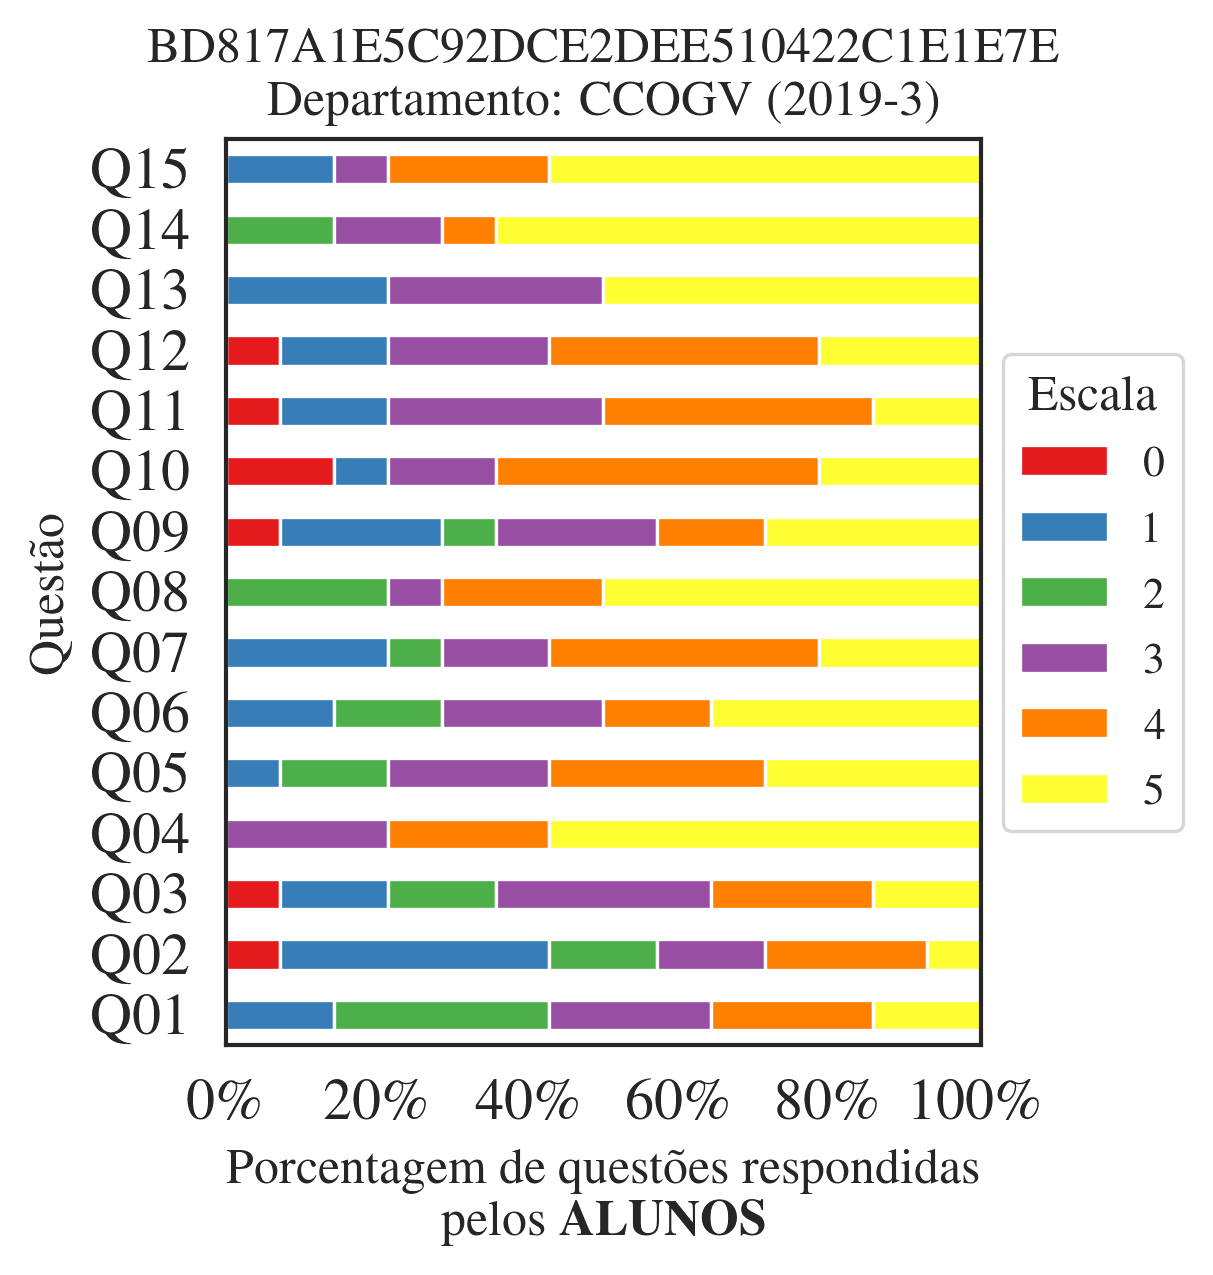 BD817A1E5C92DCE2DEE510422C1E1E7E
Departamento: CCOGV (2019-3)
Questão
Q15
Q14
Q13
Q12
Q11
Q10
Q09
Q08
Q07
Q06
Q05
Q04
Q03
Q02
Q01
0% 20% 40% 60% 80% 100%
Porcentagem de questões respondidas
pelos ALUNOS
Escala
0
1
2
3
4
5